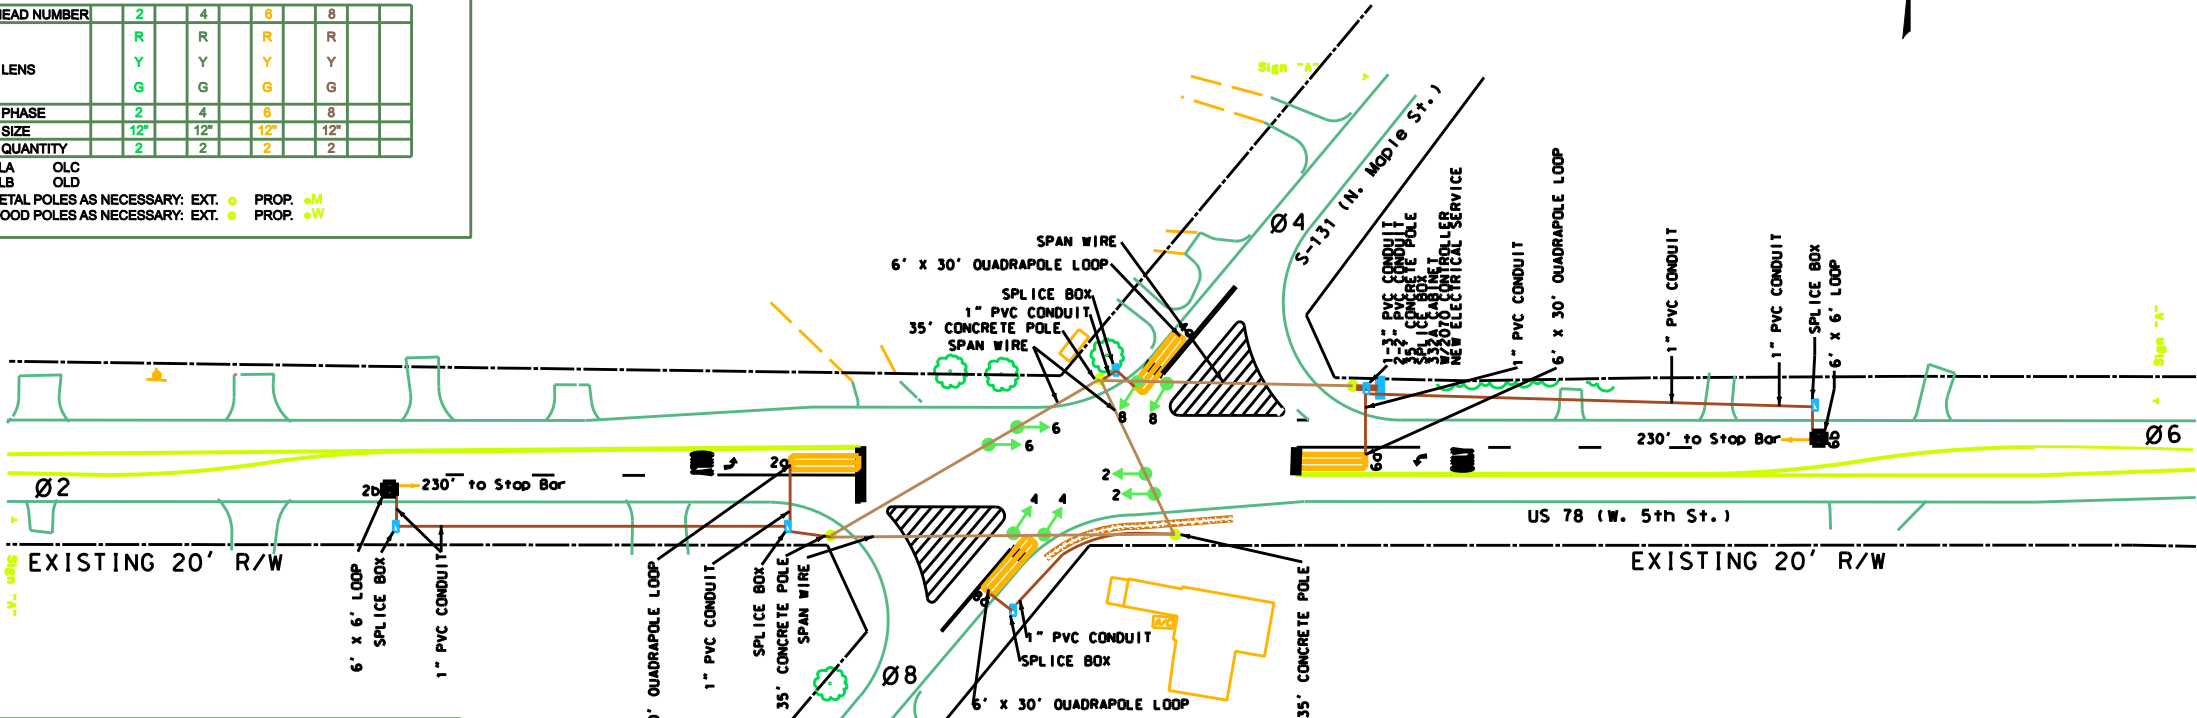 HEAD NUMBER 2 4 6 8
R R R R
LENS Y Y Y Y
G G G G
PHASE 2 4 6 8
SIZE 12" 12" 12" 12"
QUANTITY 2 2 2 2
LA OLC
LB OLD
ETAL POLES AS NECESSARY: EXT. PROP. M
OOD POLES AS NECESSARY: EXT. PROP. W
Sign "A"
S-131 (N. Maple St.)
Ø4
SPAN WIRE
6' X 30' QUADRAPOLE LOOP
SPLICE BOX
1" PVC CONDUIT
35' CONCRETE POLE
SPAN WIRE
1-3" PVC CONDUIT
2-2" PVC CONDUIT
35' CONCRETE POLE
SPLICE BOX
332A CABINET
W/2070 CONTROLLER
NEW ELECTRICAL SERVICE
1" PVC CONDUIT
6' X 30' QUADRAPOLE LOOP
1" PVC CONDUIT
1" PVC CONDUIT
SPLICE BOX
6' X 6' LOOP
Sign "A"
8 8
6
6
2
2
4 4
4a
2a
6a
230' to Stop Bar
6b
Ø6
Ø2
2b
230' to Stop Bar
US 78 (W. 5th St.)
EXISTING 20' R/W
EXISTING 20' R/W
Sign "A"
6' X 6' LOOP
SPLICE BOX
1" PVC CONDUIT
0' QUADRAPOLE LOOP
1" PVC CONDUIT
SPLICE BOX
35' CONCRETE POLE
SPAN WIRE
Ø8
1" PVC CONDUIT
SPLICE BOX
6' X 30' QUADRAPOLE LOOP
A/C
35' CONCRETE POLE